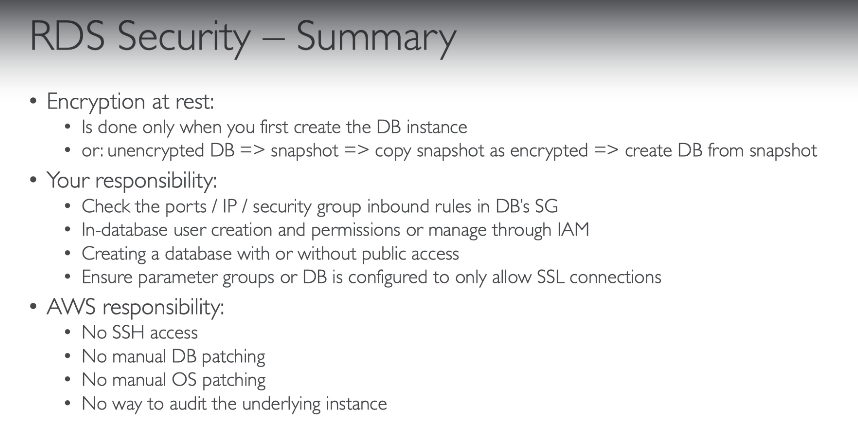 RDS Security – Summary
• Encryption at rest:
• Is done only when you first create the DB instance
• or: unencrypted DB => snapshot => copy snapshot as encrypted => create DB from snapshot
• Your responsibility:
• Check the ports / IP / security group inbound rules in DB's SG
• In-database user creation and permissions or manage through IAM
• Creating a database with or without public access
• Ensure parameter groups or DB is configured to only allow SSL connections
• AWS responsibility:
• No SSH access
• No manual DB patching
• No manual OS patching
• No way to audit the underlying instance